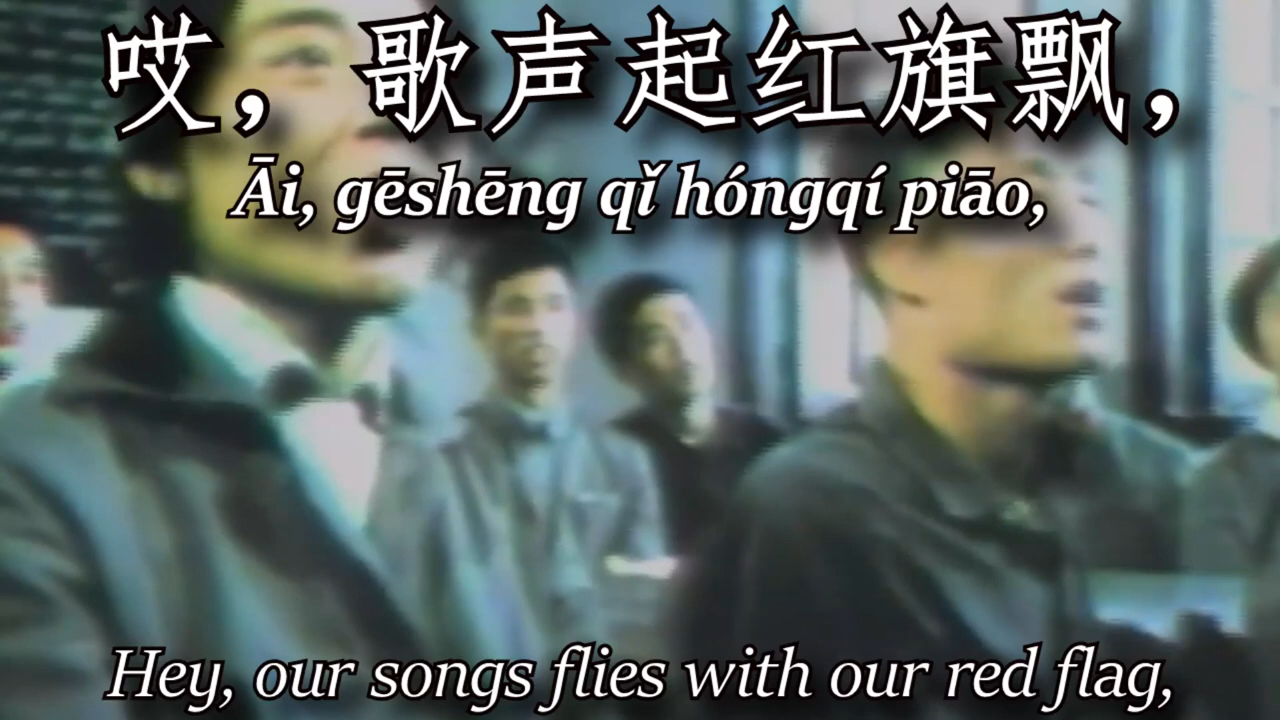 哎，歌声起红旗飘，
Āi, gēshēng qǐ hóngqí piāo,
Hey, our songs flies with our red flag,